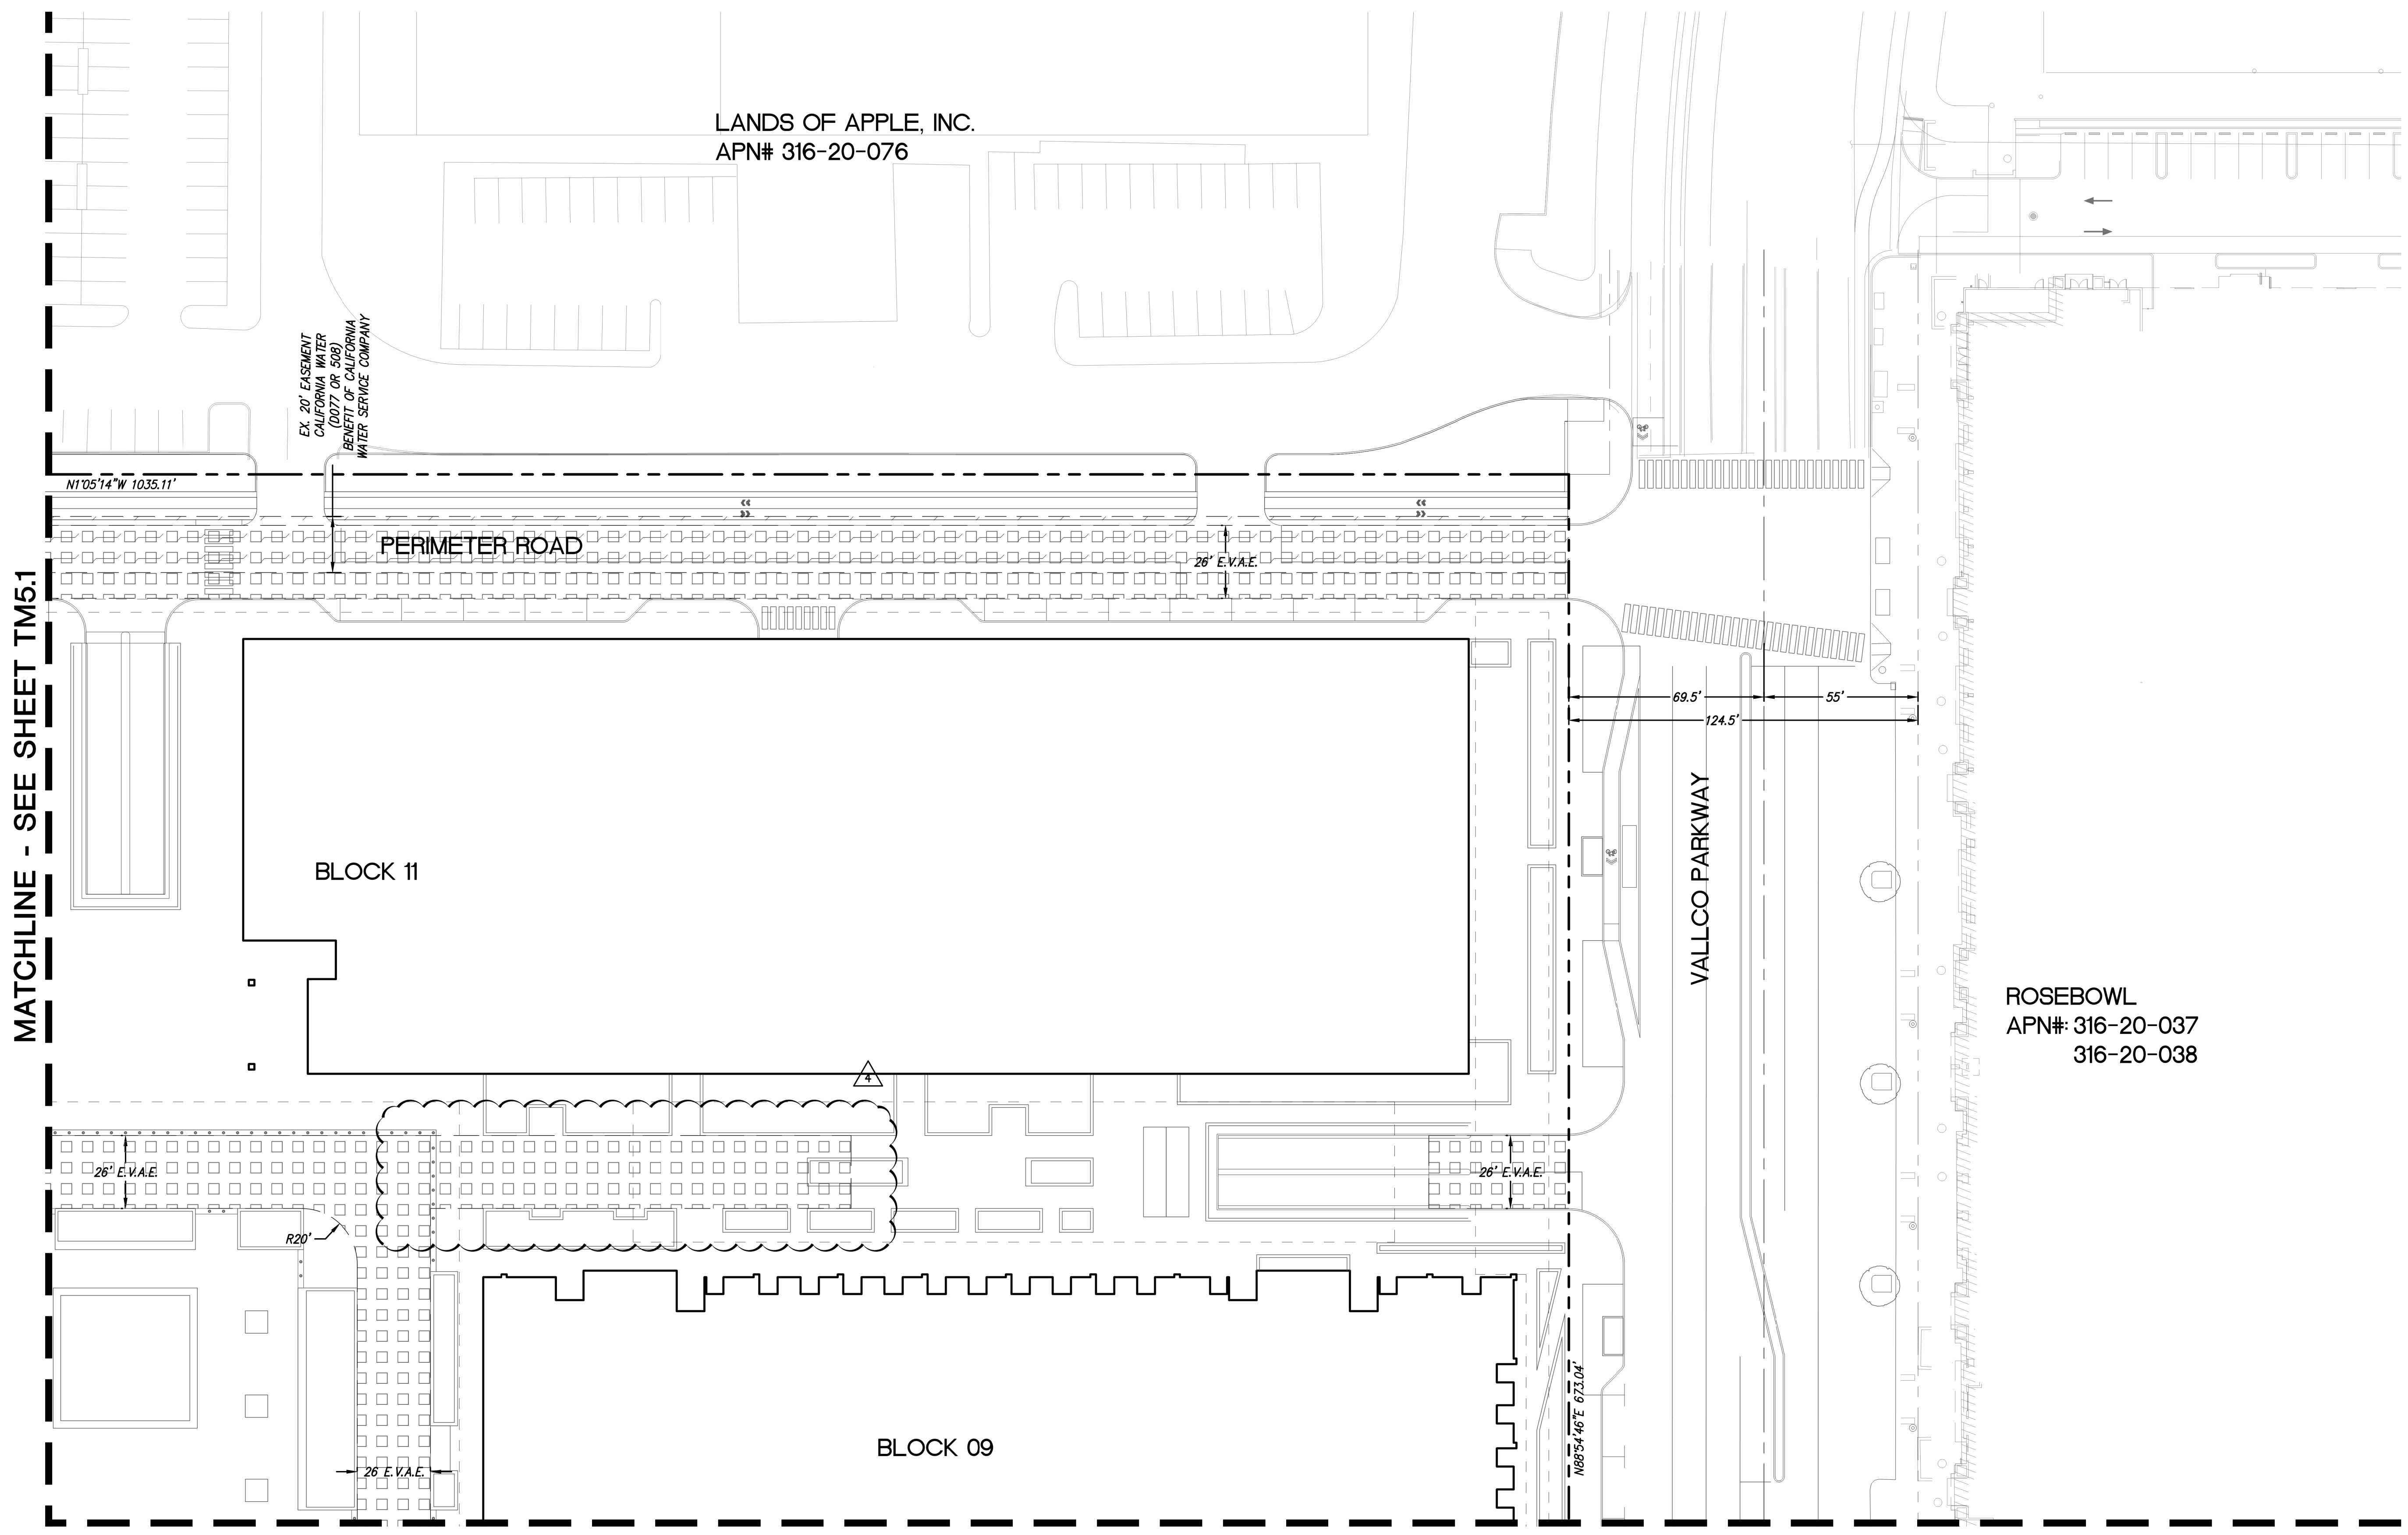 LANDS OF APPLE, INC.
APN# 316-20-076
EX. 20' EASEMENT
CALIFORNIA WATER
(D077 OR 508)
BENEFIT OF CALIFORNIA
WATER SERVICE COMPANY
N1°05'14"W 1035.11'
PERIMETER ROAD
26' E.V.A.E.
MATCHLINE - SEE SHEET TM5.1
69.5'
55'
124.5'
BLOCK 11
VALLCO PARKWAY
ROSEBOWL
APN#: 316-20-037
316-20-038
4
26' E.V.A.E.
26' E.V.A.E.
R20'
N88°54'46"E 673.04'
BLOCK 09
26 E.V.A.E.